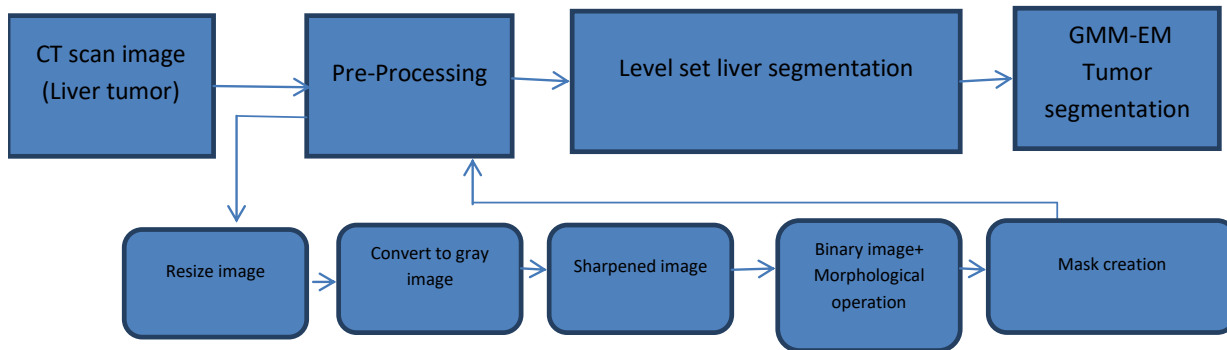 CT scan image
(Liver tumor)
Pre-Processing
Level set liver segmentation
GMM-EM
Tumor
segmentation
Resize image
Convert to gray
image
Sharpened image
Binary image+
Morphological
operation
Mask creation